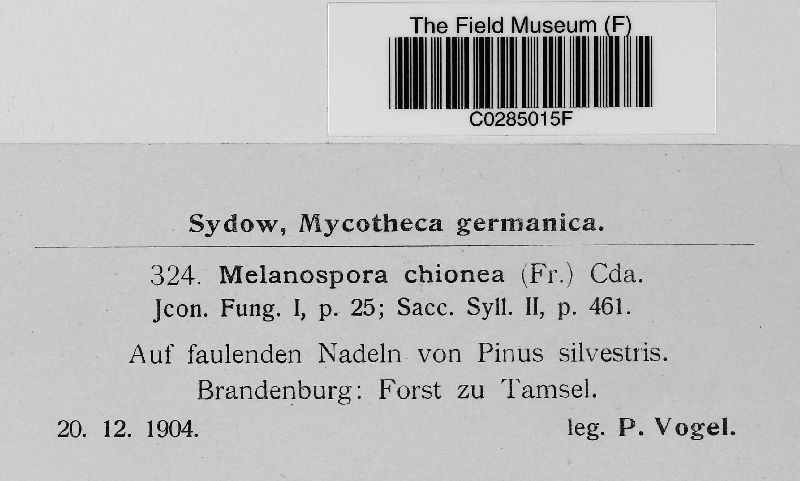 The Field Museum (F)
C0285015F
Sydow, Mycotheca germanica.
324. Melanospora chionea (Fr.) Cda.
Jcon. Fung. I, p. 25; Sacc. Syll. II, p. 461.
Auf faulenden Nadeln von Pinus silvestris.
Brandenburg: Forst zu Tamsel.
20. 12. 1904. leg. P. Vogel.